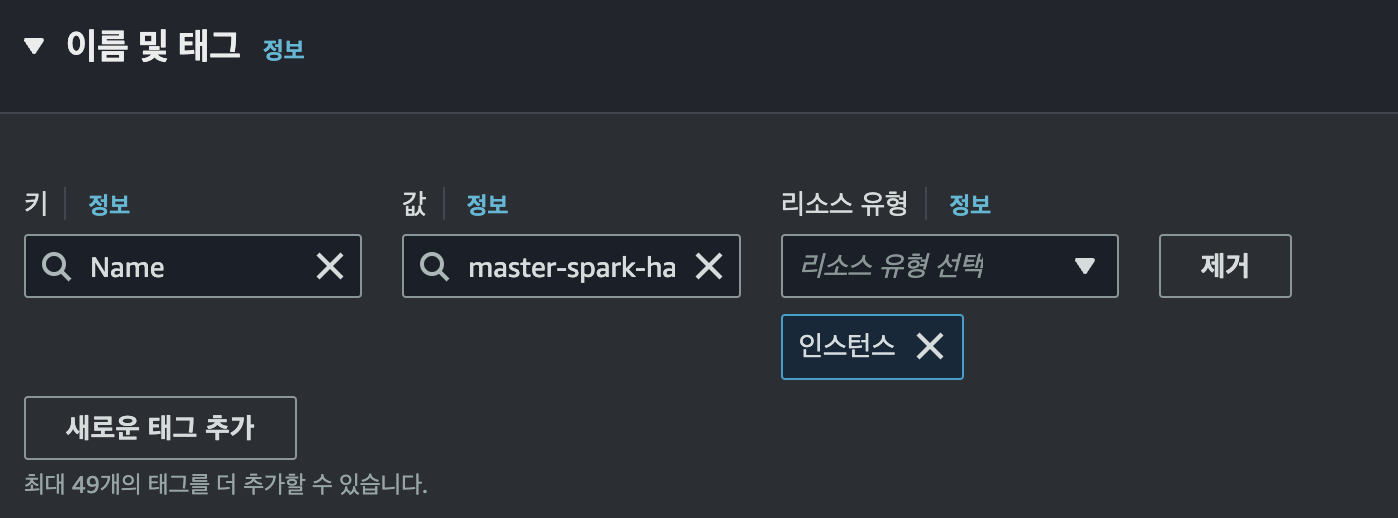 이름 및 태그 정보
키 정보
값 정보
리소스 유형 정보
Name
master-spark-ha
리소스 유형 선택
제거
인스턴스
새로운 태그 추가
최대 49개의 태그를 더 추가할 수 있습니다.